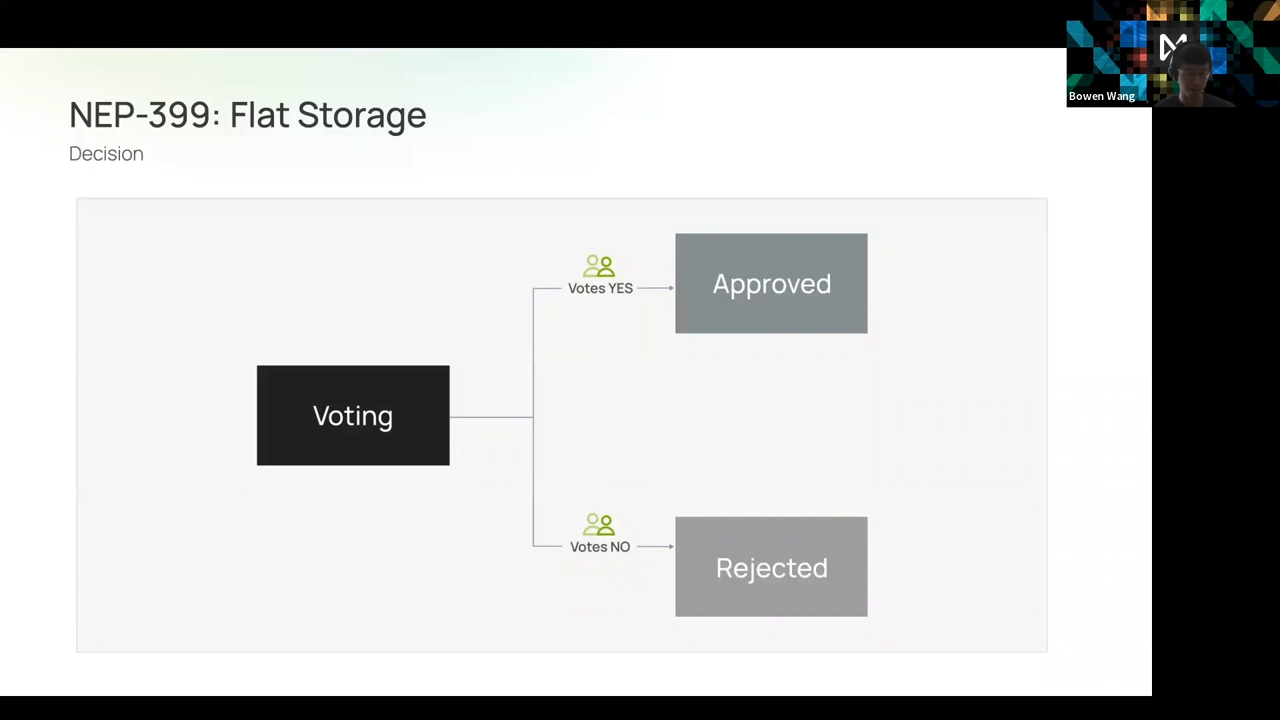 NEP-399: Flat Storage
Decision
Bowen Wang
Votes YES
Approved
Voting
Votes NO
Rejected